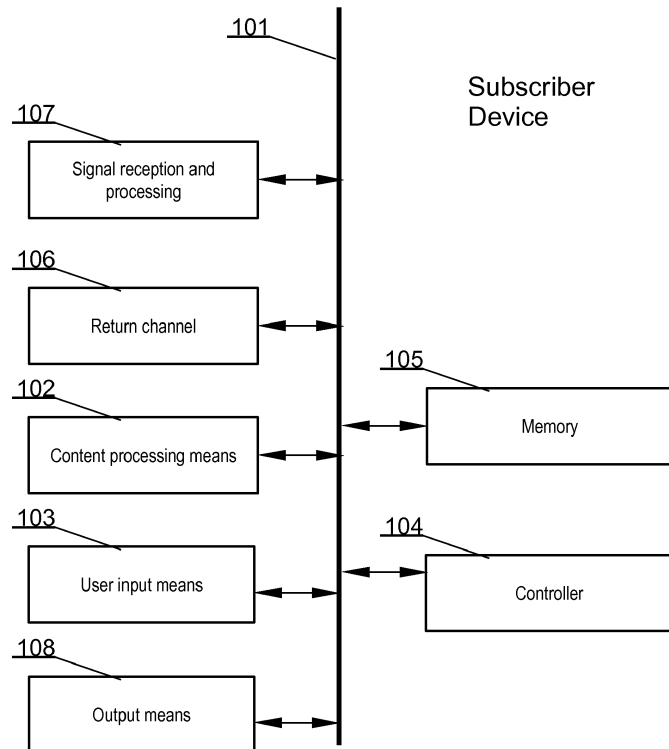 101
Subscriber
Device
107
Signal reception and
processing
106
Return channel
102
Content processing means
105
Memory
103
User input means
104
Controller
108
Output means